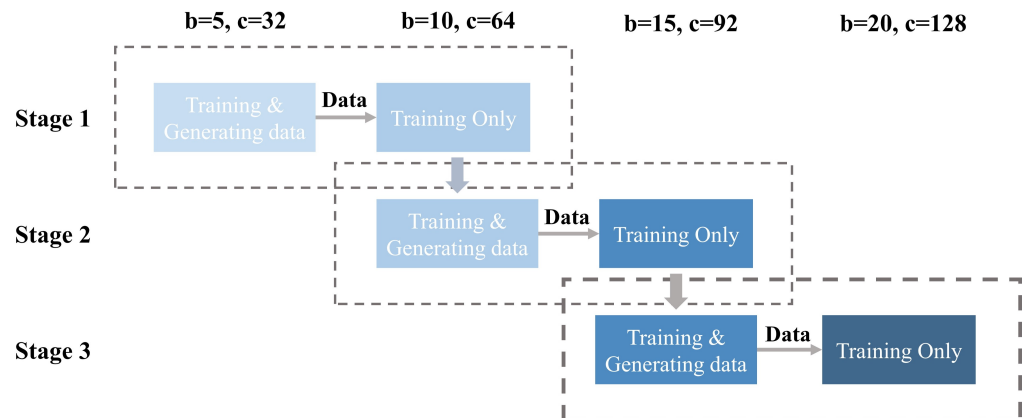 b=5, c=32
b=10, c=64
b=15, c=92
b=20, c=128
Stage 1
Training &
Generating data
Data
Training Only
Stage 2
Training &
Generating data
Data
Training Only
Stage 3
Training &
Generating data
Data
Training Only